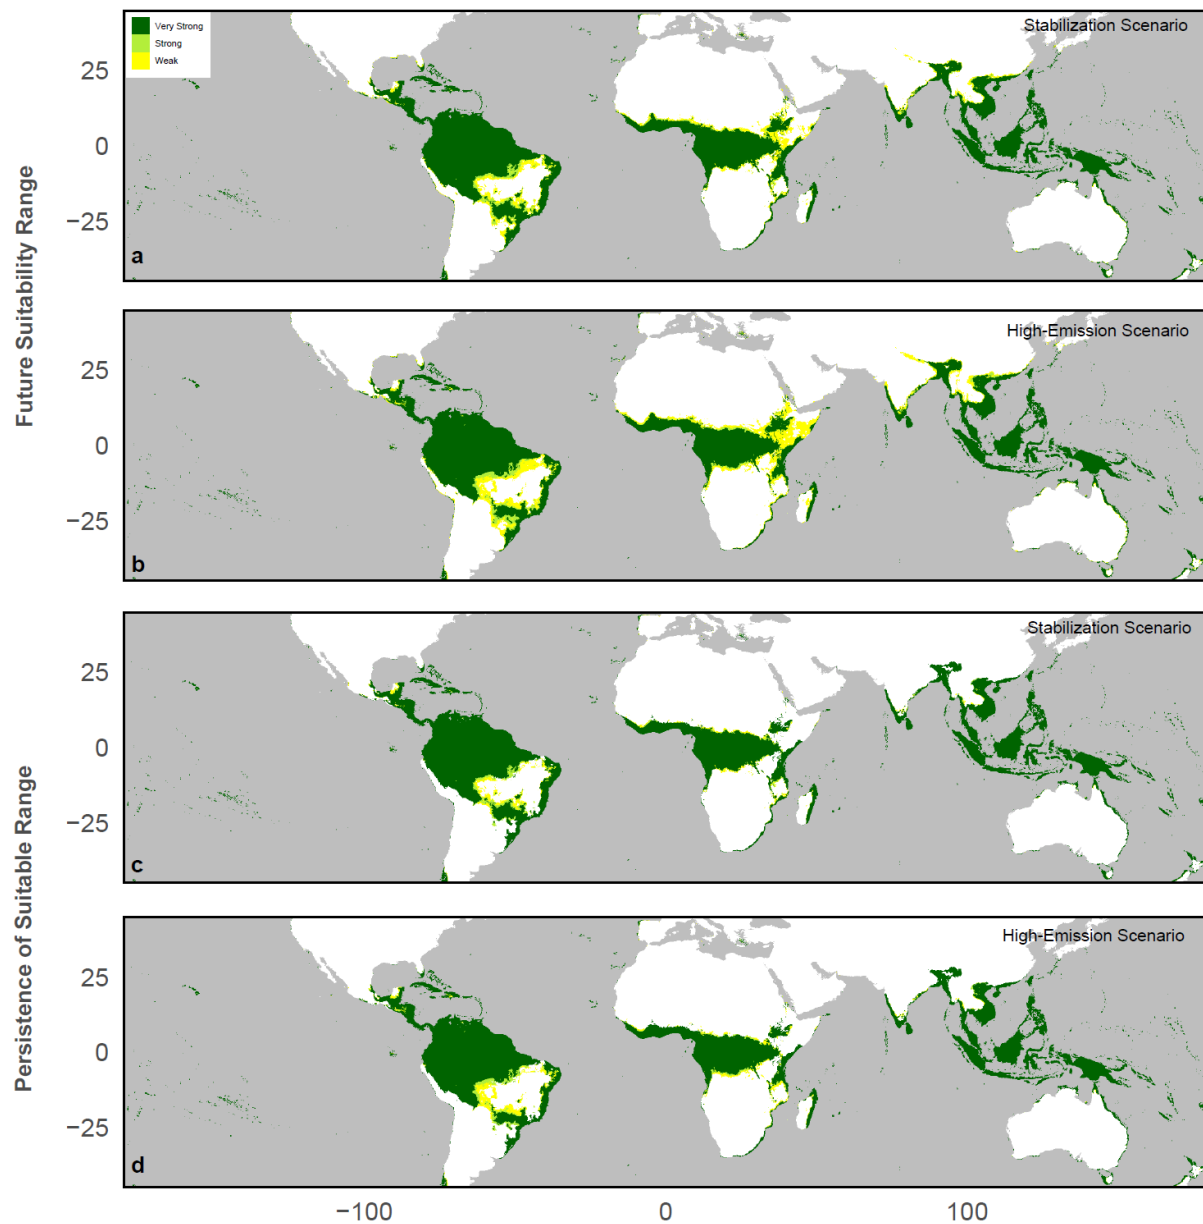 Very Strong
Strong
Weak
Stabilization Scenario
25
0
−25
a
Future Suitability Range
High-Emission Scenario
25
0
−25
b
Stabilization Scenario
25
0
−25
c
Persistence of Suitable Range
High-Emission Scenario
25
0
−25
d
−100
0
100